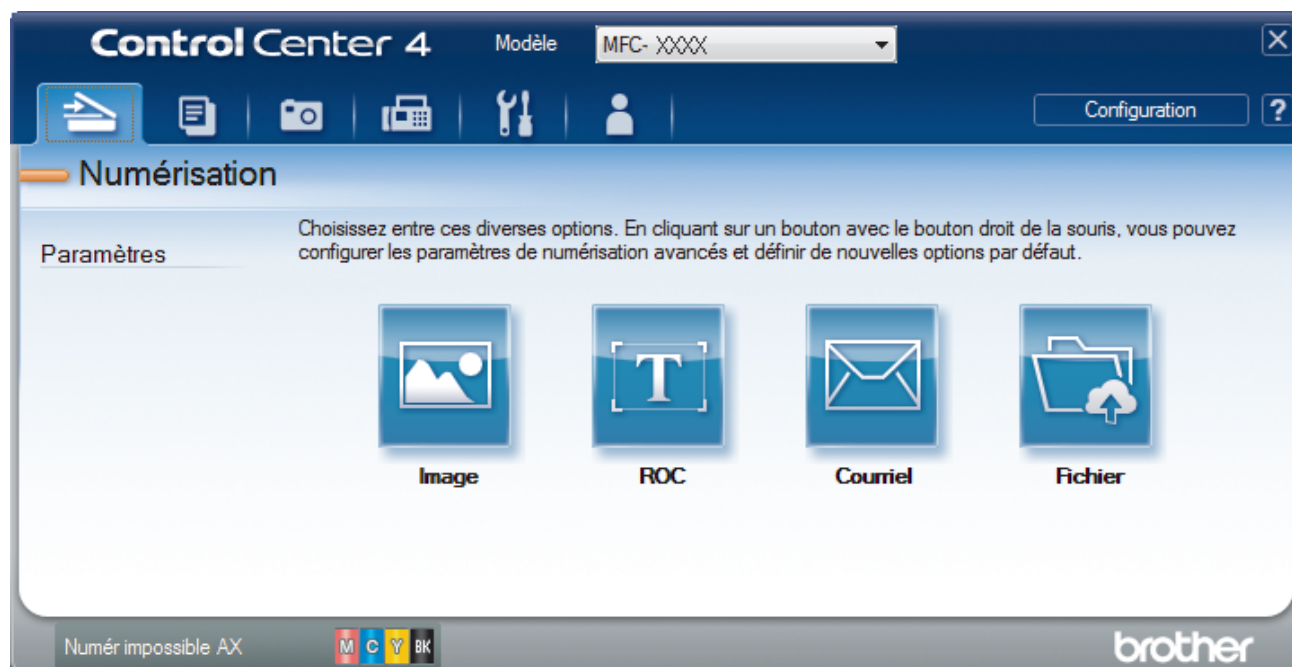 ControlCenter 4
Modèle
MFC- XXXX
Configuration
?
Numérisation
Paramètres
Choisissez entre ces diverses options. En cliquant sur un bouton avec le bouton droit de la souris, vous pouvez
configurer les paramètres de numérisation avancés et définir de nouvelles options par défaut.
T
Image
ROC
Courriel
Fichier
Numér impossible AX
M C Y BK
brother